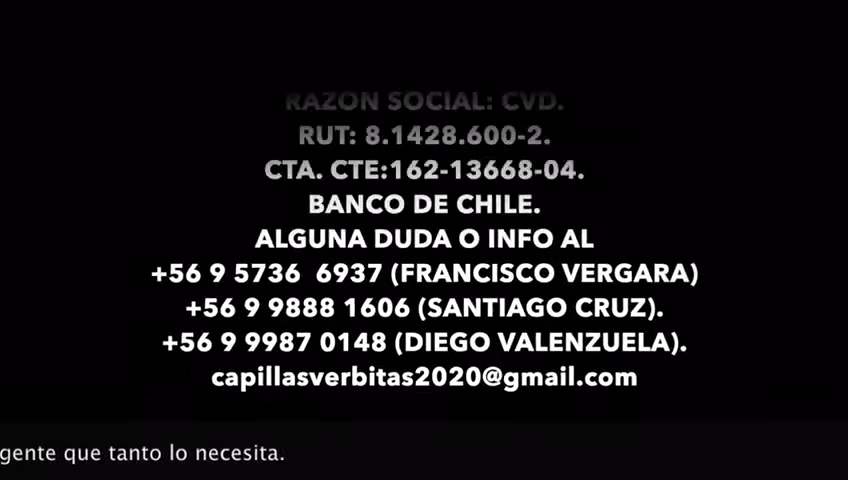 RAZON SOCIAL: CVD.
RUT: 8.1428.600-2.
CTA. CTE:162-13668-04.
BANCO DE CHILE.
ALGUNA DUDA O INFO AL
+56 9 5736  6937 (FRANCISCO VERGARA)
+56 9 9888 1606 (SANTIAGO CRUZ).
+56 9 9987 0148 (DIEGO VALENZUELA).
capillasverbitas2020@gmail.com
gente que tanto lo necesita.